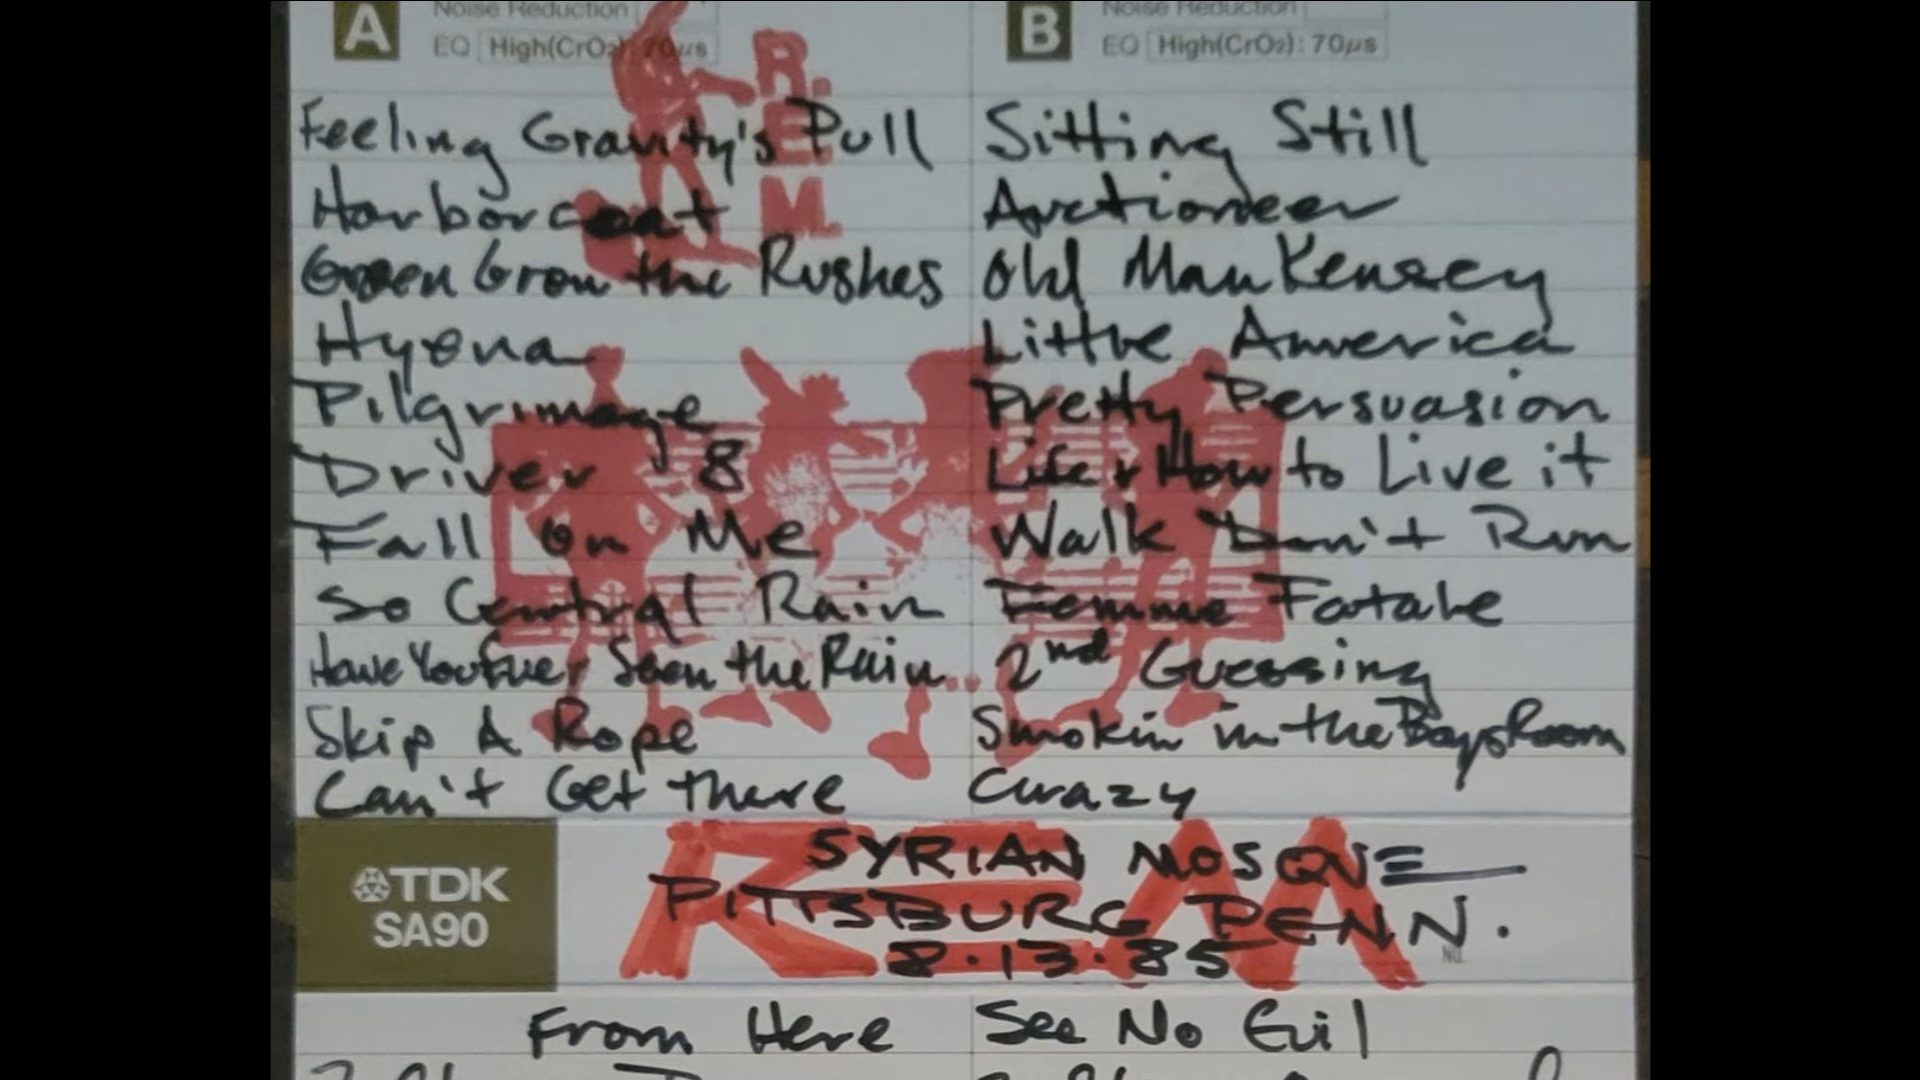 A
Noise Reduction
EQ High(CrO₂): 70μs
R.
E.
M.
Feeling Gravity's Pull
Harborcoat
Green Grow the Rushes
Hyena
Pilgrimage
Driver 8
Fall on Me
So Central Rain
Have You Ever Seen the Rain
Skip A Rope
Can't Get There
B
Noise Reduction
EQ High(CrO₂): 70μs
Sitting Still
Auctioneer
Old Man Kensey
Little America
Pretty Persuasion
Life & How to Live it
Walk Don't Run
Femme Fatale
2nd Guessing
Smokin in the Boys Room
Crazy
TDK
SA90
REM
SYRIAN MOSQUE
PITTSBURG PENN.
8·13·85
NO.
From Here
See No Evil